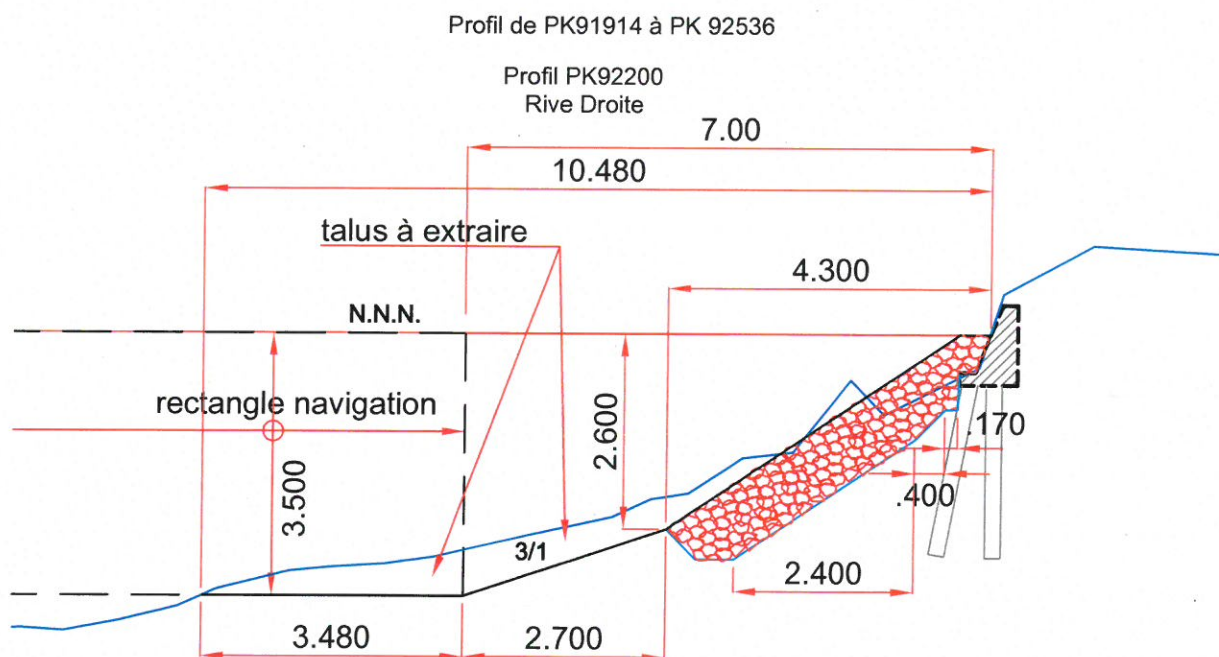 Profil de PK91914 à PK 92536
Profil PK92200
Rive Droite
7.00
10.480
talus à extraire
4.300
N.N.N.
rectangle navigation
2.600
3.500
.170
.400
3/1
2.400
3.480
2.700